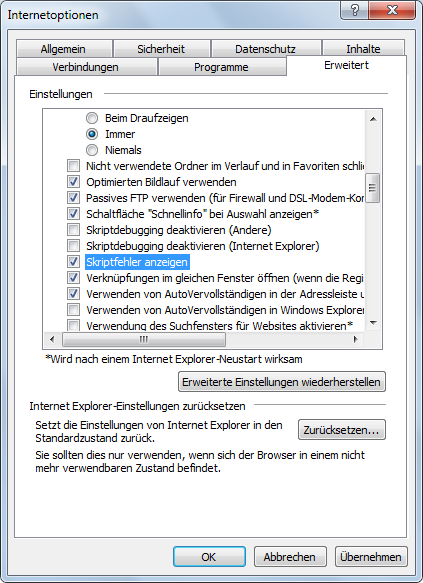 Internetoptionen
Allgemein Sicherheit Datenschutz Inhalte
Verbindungen Programme Erweitert
Einstellungen
Beim Draufzeigen
Immer
Niemals
Nicht verwendete Ordner im Verlauf und in Favoriten schli
Optimierten Bildlauf verwenden
Passives FTP verwenden (für Firewall und DSL-Modem-Kor
Schaltfläche "Schnellinfo" bei Auswahl anzeigen*
Skriptdebugging deaktivieren (Andere)
Skriptdebugging deaktivieren (Internet Explorer)
Skriptfehler anzeigen
Verknüpfungen im gleichen Fenster öffnen (wenn die Regi
Verwenden von AutoVervollständigen in der Adressleiste u
Verwenden von AutoVervollständigen in Windows Explorer
Verwendung des Suchfensters für Websites aktivieren*
*Wird nach einem Internet Explorer-Neustart wirksam
Erweiterte Einstellungen wiederherstellen
Internet Explorer-Einstellungen zurücksetzen
Setzt die Einstellungen von Internet Explorer in den
Standardzustand zurück.
Zurücksetzen...
Sie sollten dies nur verwenden, wenn sich der Browser in einem nicht
mehr verwendbaren Zustand befindet.
OK Abbrechen Übernehmen